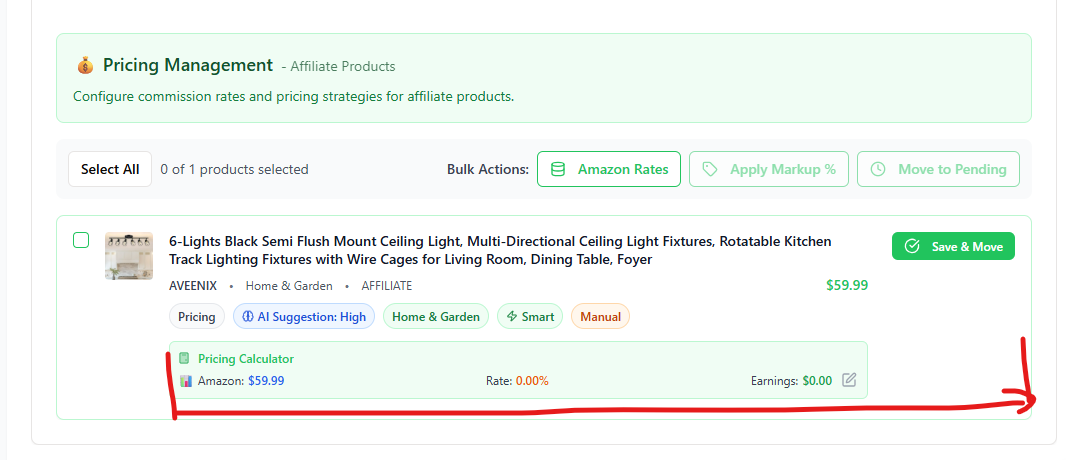 Pricing Management - Affiliate Products
Configure commission rates and pricing strategies for affiliate products.
Select All 0 of 1 products selected Bulk Actions: Amazon Rates Apply Markup % Move to Pending
6-Lights Black Semi Flush Mount Ceiling Light, Multi-Directional Ceiling Light Fixtures, Rotatable Kitchen
Track Lighting Fixtures with Wire Cages for Living Room, Dining Table, Foyer
Save & Move
AVEENIX • Home & Garden • AFFILIATE $59.99
Pricing AI Suggestion: High Home & Garden Smart Manual
Pricing Calculator
Amazon: $59.99 Rate: 0.00% Earnings: $0.00